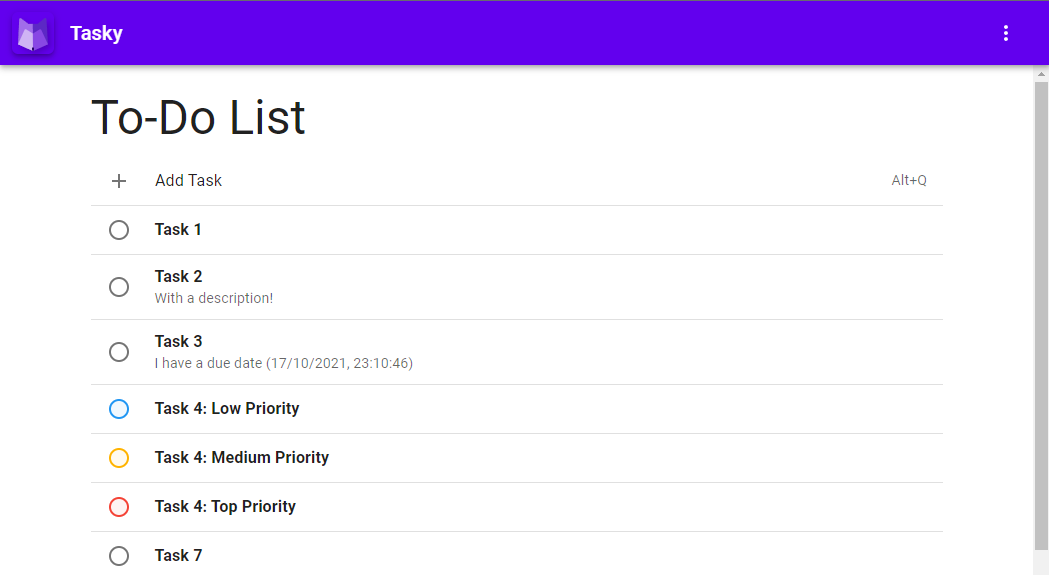 Tasky
To-Do List
Add Task Alt+Q
Task 1
Task 2
With a description!
Task 3
I have a due date (17/10/2021, 23:10:46)
Task 4: Low Priority
Task 4: Medium Priority
Task 4: Top Priority
Task 7